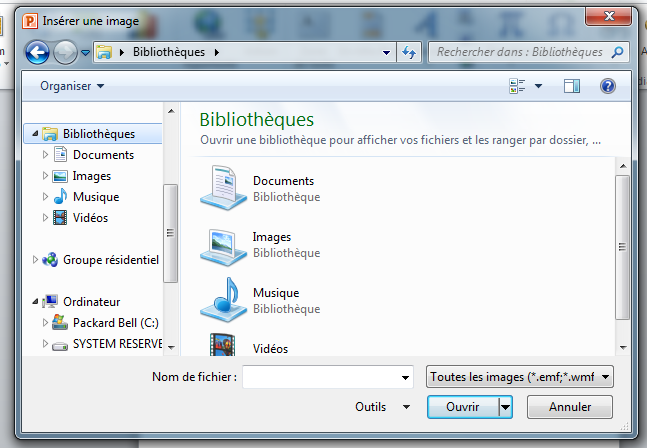 Insérer une image
Bibliothèques
Rechercher dans : Bibliothèques
Organiser
Bibliothèques
Documents
Images
Musique
Vidéos
Groupe résidentiel
Ordinateur
Packard Bell (C:)
SYSTEM RESERVE
Bibliothèques
Ouvrir une bibliothèque pour afficher vos fichiers et les ranger par dossier, ...
Documents
Bibliothèque
Images
Bibliothèque
Musique
Bibliothèque
Vidéos
Nom de fichier :
Toutes les images (*.emf;*.wmf
Outils
Ouvrir
Annuler